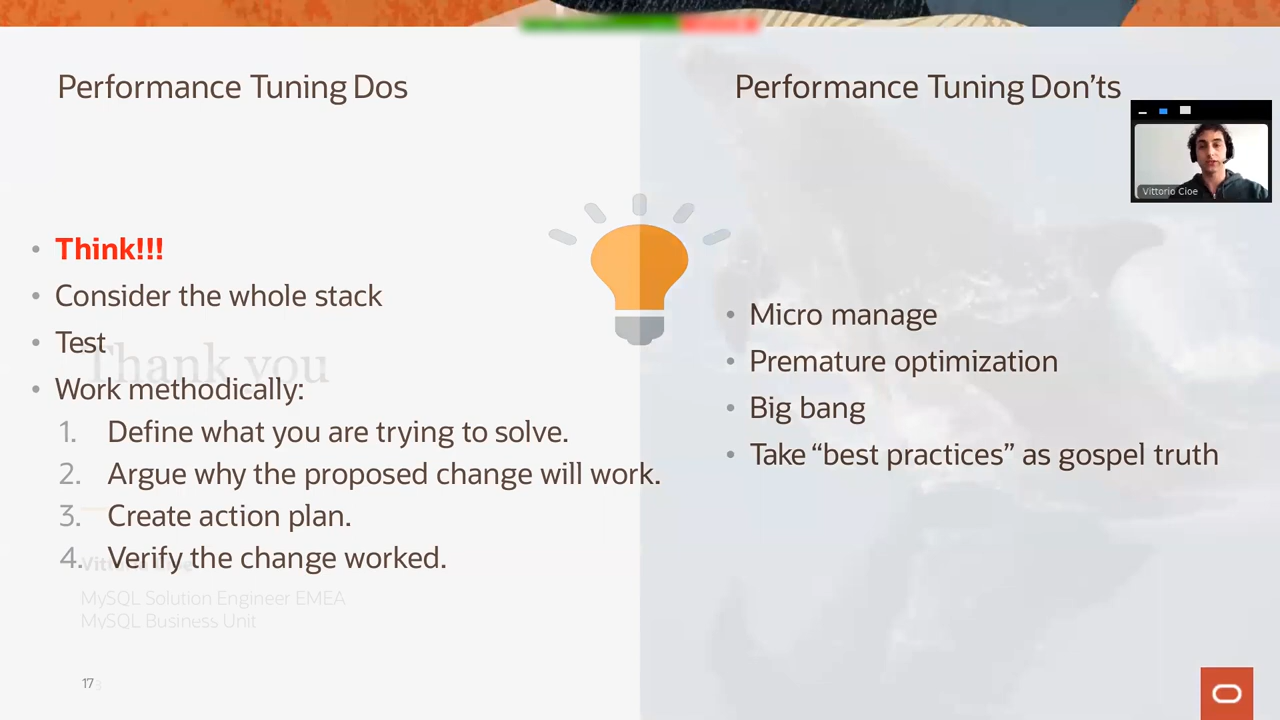 Performance Tuning Dos
Think!!!
Consider the whole stack
Test
Work methodically:
1. Define what you are trying to solve.
2. Argue why the proposed change will work.
3. Create action plan.
4. Verify the change worked.
Thank you
Vittorio Cioe
MySQL Solution Engineer EMEA
MySQL Business Unit
17
Performance Tuning Don'ts
Vittorio Cioe
Micro manage
Premature optimization
Big bang
Take “best practices” as gospel truth